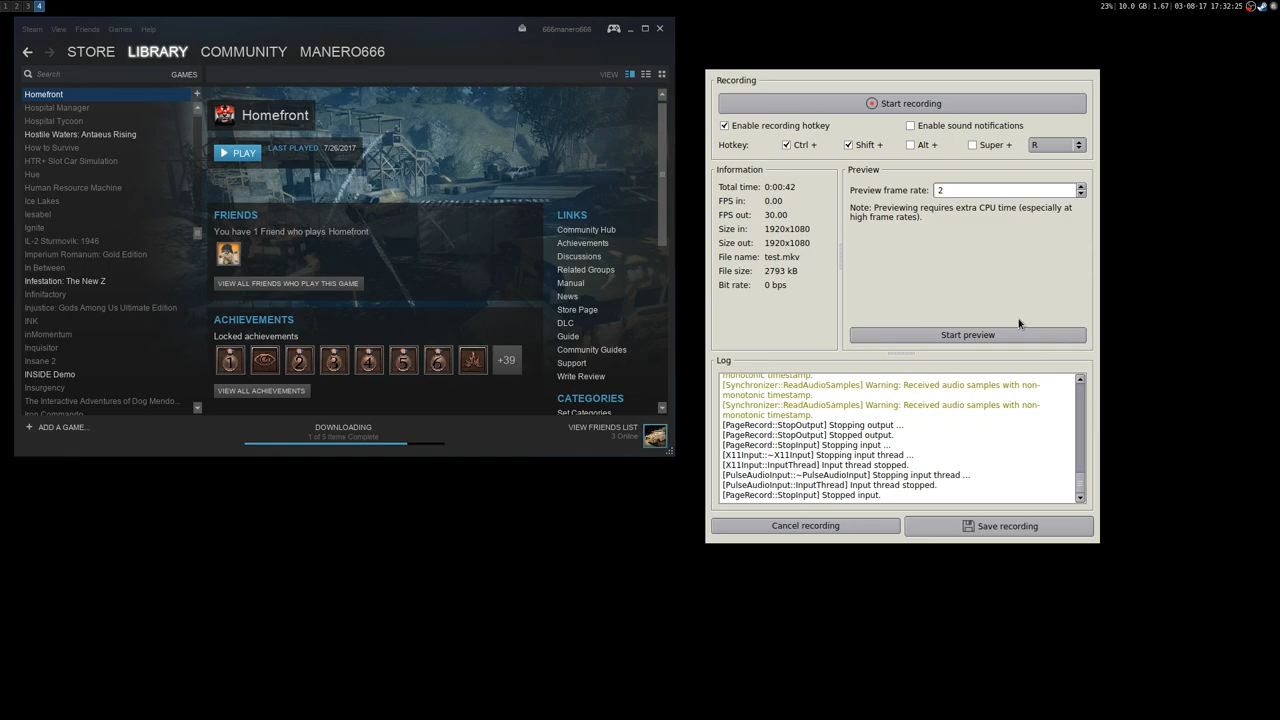 1 2 3 4
23% | 10.0 GB | 1.67 | 03-08-17 - 17:32:25
Steam View Friends Games Help
666manero666
STORE LIBRARY COMMUNITY MANERO666
Search
GAMES
VIEW
Homefront
Hospital Manager
Hospital Tycoon
Hostile Waters: Antaeus Rising
How to Survive
HTR+ Slot Car Simulation
Hue
Human Resource Machine
Ice Lakes
Iesabel
Ignite
IL-2 Sturmovik: 1946
Imperium Romanum: Gold Edition
In Between
Infestation: The New Z
Infinifactory
Injustice: Gods Among Us Ultimate Edition
INK
inMomentum
Inquisitor
Insane 2
INSIDE Demo
Insurgency
The Interactive Adventures of Dog Mendo...
Iron Commando
Homefront
PLAY
LAST PLAYED 7/26/2017
FRIENDS
You have 1 Friend who plays Homefront
VIEW ALL FRIENDS WHO PLAY THIS GAME
ACHIEVEMENTS
Locked achievements
1 2 3 4 5 6
+39
VIEW ALL ACHIEVEMENTS
LINKS
Community Hub
Achievements
Discussions
Related Groups
Manual
News
Store Page
DLC
Guide
Community Guides
Support
Write Review
CATEGORIES
Set Categories
+ ADD A GAME...
DOWNLOADING
1 of 5 Items Complete
VIEW FRIENDS LIST
3 Online
Recording
Start recording
Enable recording hotkey
Enable sound notifications
Hotkey: Ctrl + Shift + Alt + Super + R
Information
Total time: 0:00:42
FPS in: 0.00
FPS out: 30.00
Size in: 1920x1080
Size out: 1920x1080
File name: test.mkv
File size: 2793 kB
Bit rate: 0 bps
Preview
Preview frame rate: 2
Note: Previewing requires extra CPU time (especially at
high frame rates).
Start preview
Log
monotonic timestamp.
[Synchronizer::ReadAudioSamples] Warning: Received audio samples with non-
monotonic timestamp.
[Synchronizer::ReadAudioSamples] Warning: Received audio samples with non-
monotonic timestamp.
[PageRecord::StopOutput] Stopping output ...
[PageRecord::StopOutput] Stopped output.
[PageRecord::StopInput] Stopping input ...
[X11Input::~X11Input] Stopping input thread ...
[X11Input::InputThread] Input thread stopped.
[PulseAudioInput::~PulseAudioInput] Stopping input thread ...
[PulseAudioInput::InputThread] Input thread stopped.
[PageRecord::StopInput] Stopped input.
Cancel recording
Save recording